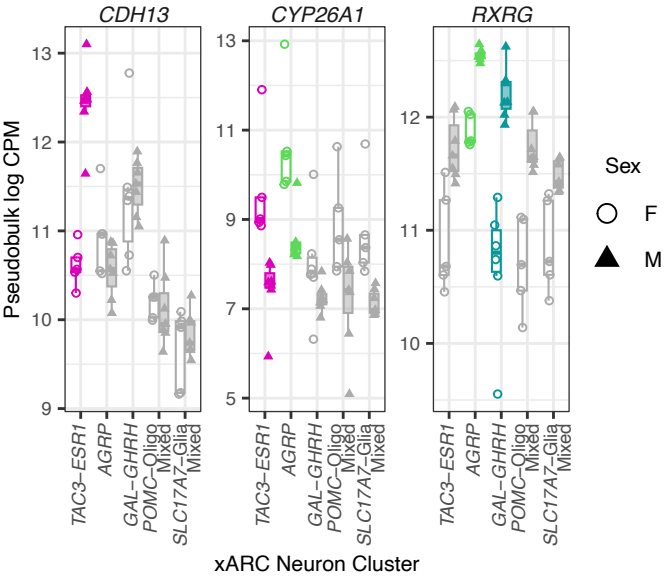 CDH13
CYP26A1
RXRG
Pseudobulk log CPM
13
12
11
10
9
13
11
9
7
5
12
10
TAC3–ESR1
AGRP
GAL–GHRH
POMC–Oligo
Mixed
SLC17A7–Glia
Mixed
TAC3–ESR1
AGRP
GAL–GHRH
POMC–Oligo
Mixed
SLC17A7–Glia
Mixed
TAC3–ESR1
AGRP
GAL–GHRH
POMC–Oligo
Mixed
SLC17A7–Glia
Mixed
xARC Neuron Cluster
Sex
F
M